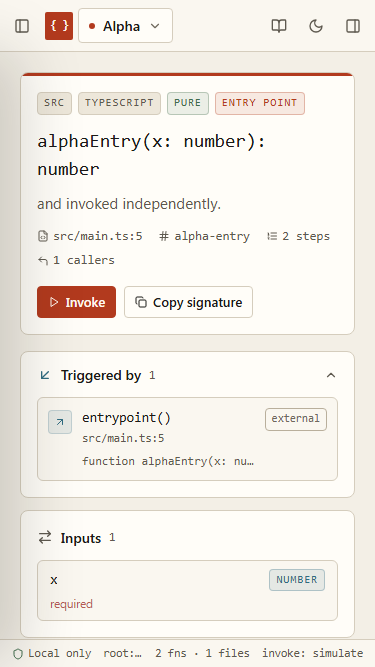 { } Alpha
SRC TYPESCRIPT PURE ENTRY POINT
alphaEntry(x: number):
number
and invoked independently.
src/main.ts:5 alpha-entry 2 steps
1 callers
Invoke Copy signature
Triggered by 1
entrypoint() external
src/main.ts:5
function alphaEntry(x: nu…
Inputs 1
x NUMBER
required
Local only root:… 2 fns · 1 files invoke: simulate